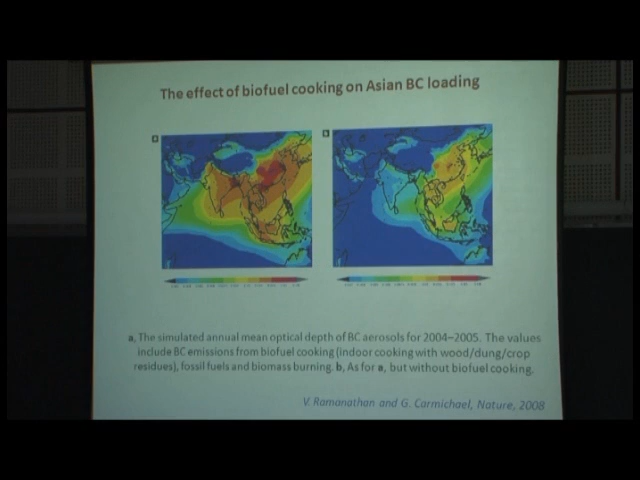 The effect of biofuel cooking on Asian BC loading
a, The simulated annual mean optical depth of BC aerosols for 2004–2005. The values
include BC emissions from biofuel cooking (indoor cooking with wood/dung/crop
residues), fossil fuels and biomass burning. b, As for a, but without biofuel cooking.
V. Ramanathan and G. Carmichael, Nature, 2008